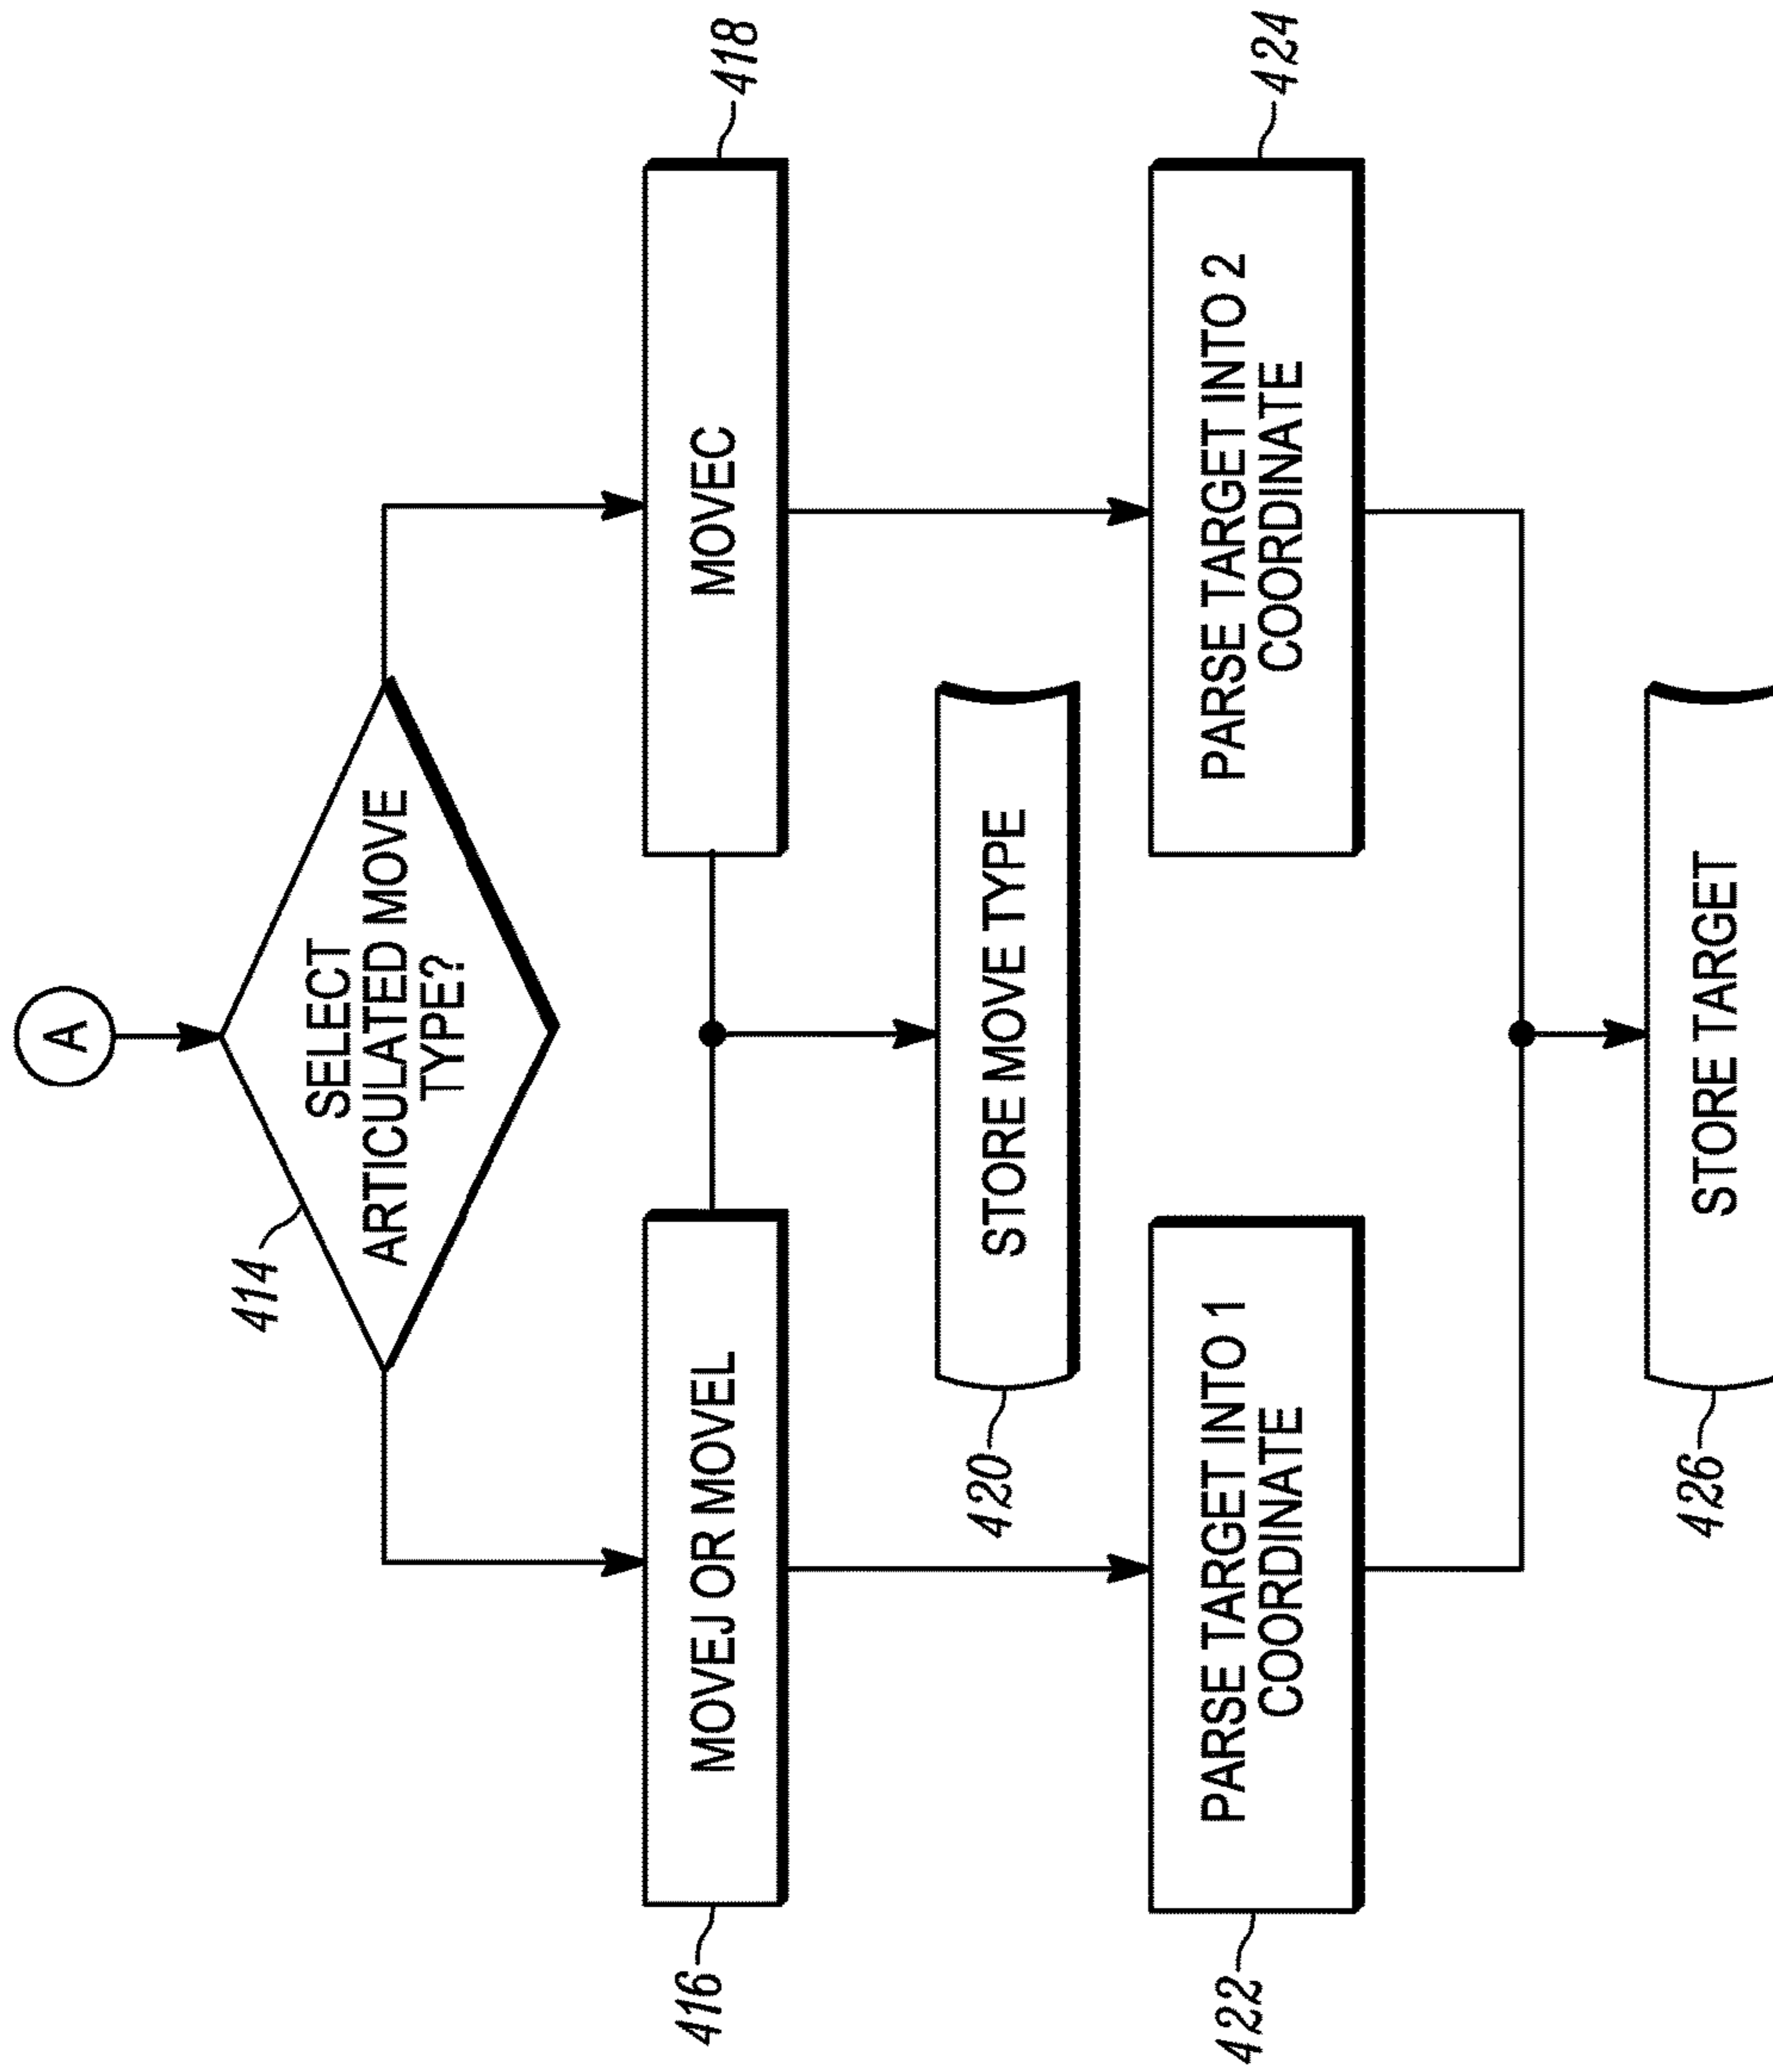 A
SELECT
ARTICULATED MOVE
TYPE?
414
MOVEJ OR MOVEL
416
MOVEC
418
STORE MOVE TYPE
420
PARSE TARGET INTO 1
COORDINATE
422
PARSE TARGET INTO 2
COORDINATE
424
STORE TARGET
426